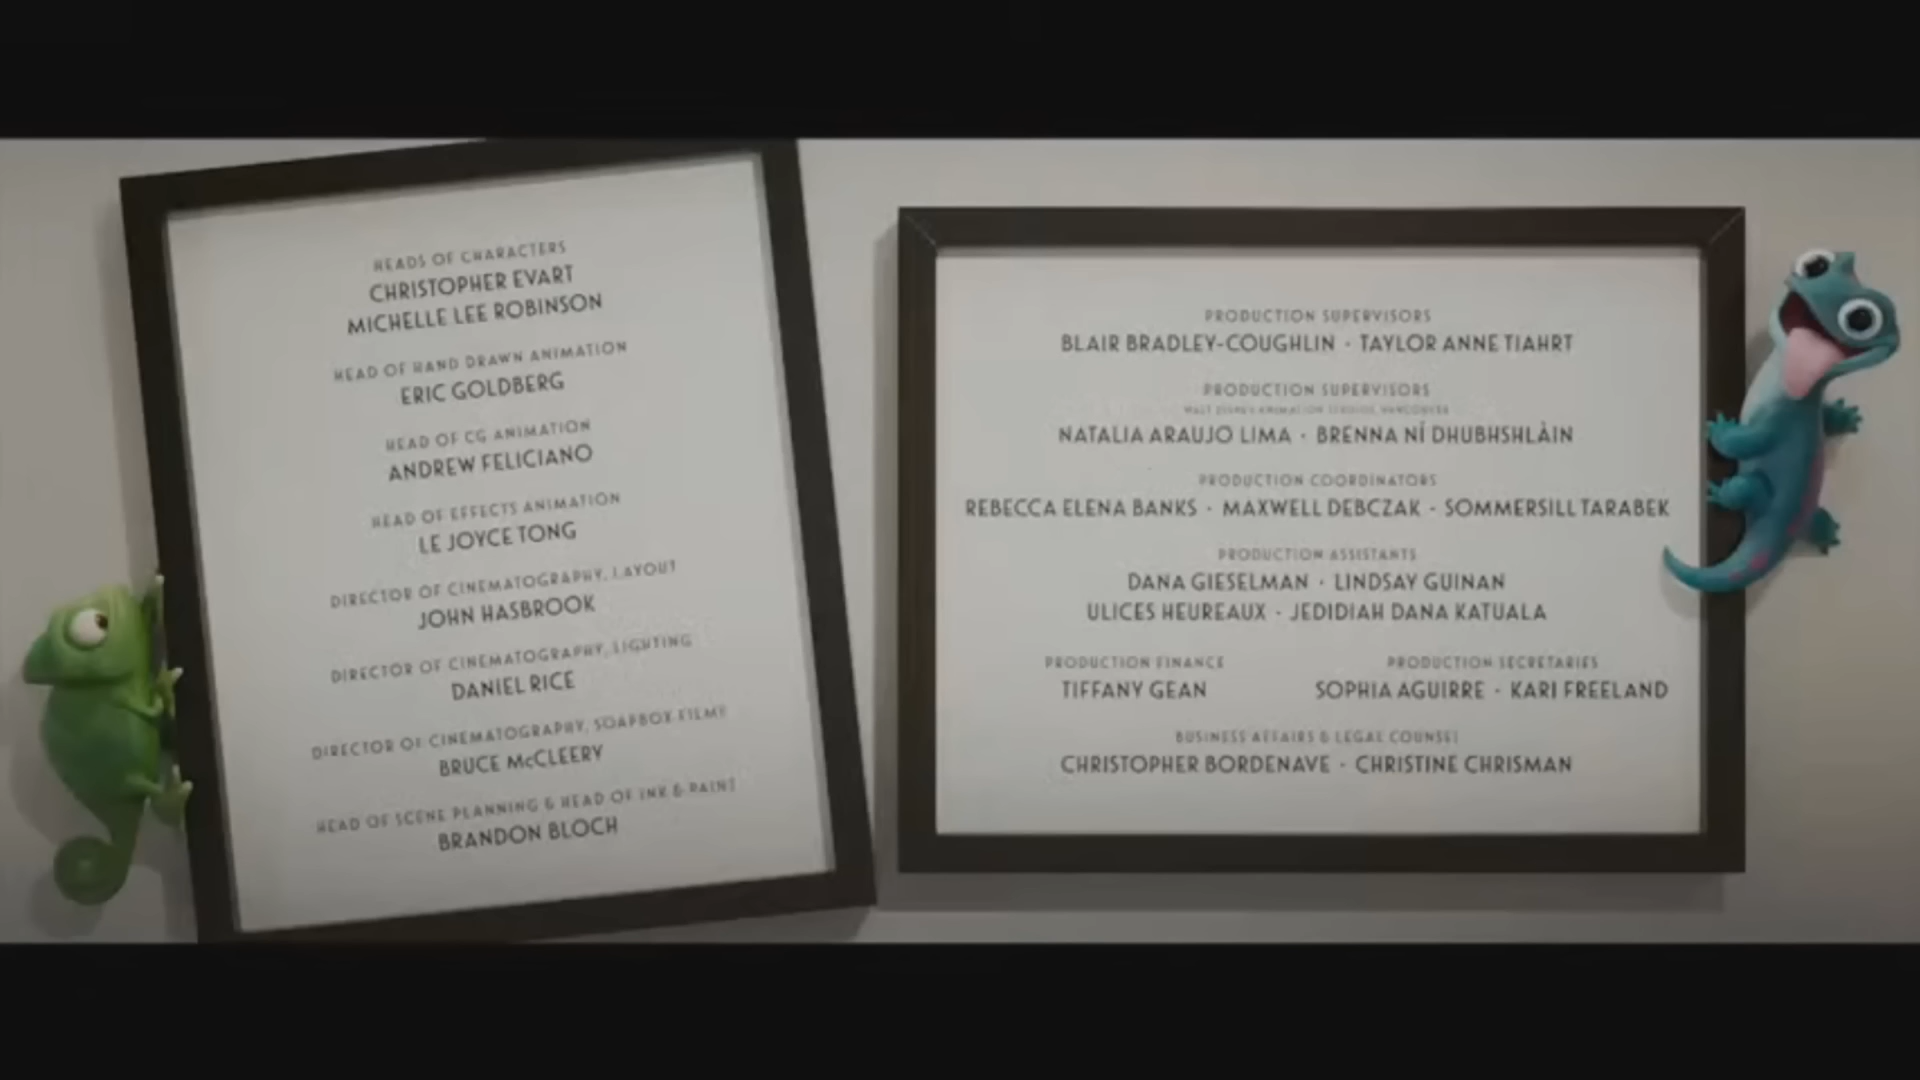 HEADS OF CHARACTERS
CHRISTOPHER EVART
MICHELLE LEE ROBINSON
HEAD OF HAND DRAWN ANIMATION
ERIC GOLDBERG
HEAD OF CG ANIMATION
ANDREW FELICIANO
HEAD OF EFFECTS ANIMATION
LE JOYCE TONG
DIRECTOR OF CINEMATOGRAPHY, LAYOUT
JOHN HASBROOK
DIRECTOR OF CINEMATOGRAPHY, LIGHTING
DANIEL RICE
DIRECTOR OF CINEMATOGRAPHY, SOAPBOX FILMS
BRUCE McCLEERY
HEAD OF SCENE PLANNING & HEAD OF INK & PAINT
BRANDON BLOCH
PRODUCTION SUPERVISORS
BLAIR BRADLEY-COUGHLIN · TAYLOR ANNE TIAHRT
PRODUCTION SUPERVISORS
WALT DISNEY ANIMATION STUDIOS, VANCOUVER
NATALIA ARAUJO LIMA · BRENNA NÍ DHUBHSHLÁIN
PRODUCTION COORDINATORS
REBECCA ELENA BANKS · MAXWELL DEBCZAK · SOMMERSILL TARABEK
PRODUCTION ASSISTANTS
DANA GIESELMAN · LINDSAY GUINAN
ULICES HEUREAUX · JEDIDIAH DANA KATUALA
PRODUCTION FINANCE
TIFFANY GEAN
PRODUCTION SECRETARIES
SOPHIA AGUIRRE · KARI FREELAND
BUSINESS AFFAIRS & LEGAL COUNSEL
CHRISTOPHER BORDENAVE · CHRISTINE CHRISMAN